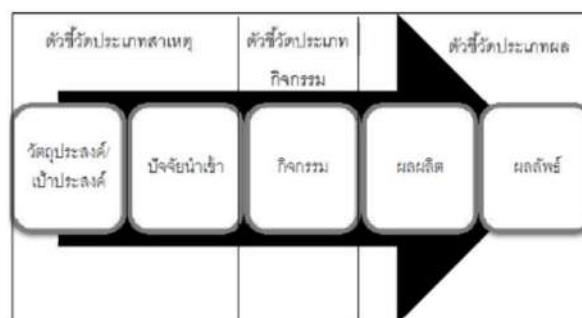 ตัวชี้วัดประเภทสาเหตุ
ตัวชี้วัดประเภท
กิจกรรม
ตัวชี้วัดประเภทผล
วัตถุประสงค์/
เป้าประสงค์
ปัจจัยนำเข้า
กิจกรรม
ผลผลิต
ผลลัพธ์